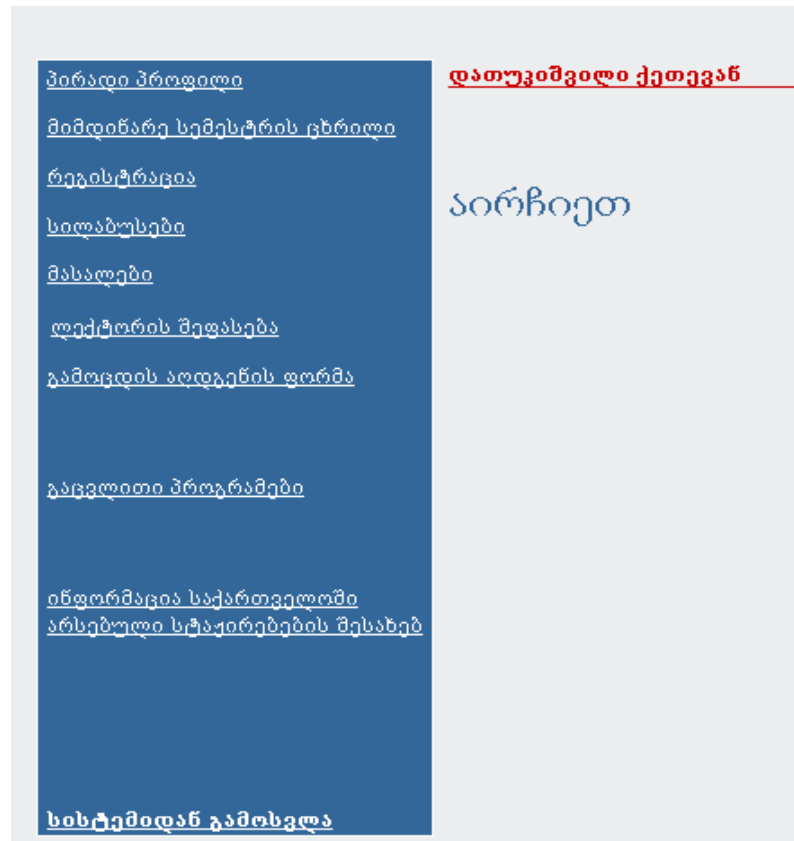 პირადი პროფილი
მიმდინარე სემესტრის ცხრილი
რეგისტრაცია
სილაბუსები
მასალები
ლექტორის შეფასება
გამოცდის აღდგენის ფორმა
გაცვლითი პროგრამები
ინფორმაცია საქართველოში
არსებული სტაჟირებების შესახებ
სისტემიდან გამოსვლა
დათუკიშვილი ქეთევან
აირჩიეთ